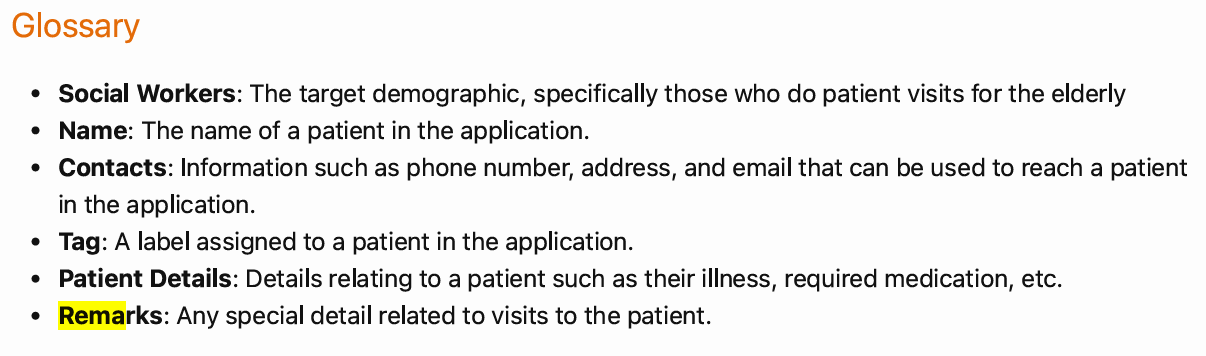 Glossary
• Social Workers: The target demographic, specifically those who do patient visits for the elderly
• Name: The name of a patient in the application.
• Contacts: Information such as phone number, address, and email that can be used to reach a patient
in the application.
• Tag: A label assigned to a patient in the application.
• Patient Details: Details relating to a patient such as their illness, required medication, etc.
• Remarks: Any special detail related to visits to the patient.